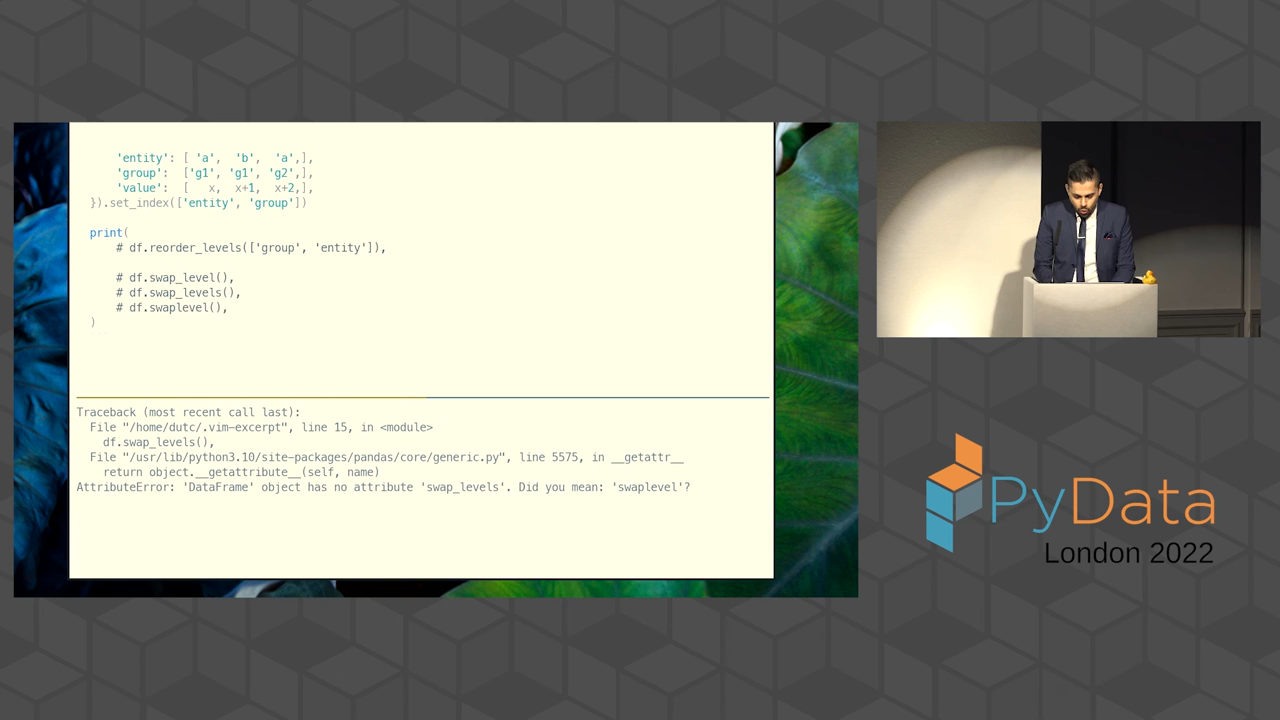 'entity': [ 'a',  'b',  'a',],
'group':  ['g1', 'g1', 'g2',],
'value':  [   x,  x+1,  x+2,],
}).set_index(['entity', 'group'])
print(
# df.reorder_levels(['group', 'entity']),
# df.swap_level(),
# df.swap_levels(),
# df.swaplevel(),
)
Traceback (most recent call last):
File "/home/dutc/.vim-excerpt", line 15, in <module>
df.swap_levels(),
File "/usr/lib/python3.10/site-packages/pandas/core/generic.py", line 5575, in __getattr__
return object.__getattribute__(self, name)
AttributeError: 'DataFrame' object has no attribute 'swap_levels'. Did you mean: 'swaplevel'?
PyData
London 2022